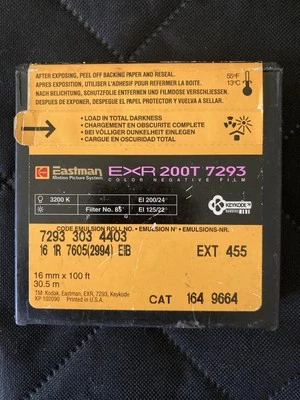 AFTER EXPOSING, PEEL OFF BACKING PAPER AND RESEAL.
APRES EXPOSITION, UTILISER L'ADHESIF POUR REFERMER LA BOITE.
NACH BELICHTUNG, SCHUTZFOLIE ENTFERNEN UND FILMDOSE VERSCHLIESSEN.
DESPUES DE EXPONER, DESPEGUE EL PAPEL PROTECTOR Y VUELVA A SELLAR.
55°F
13°C
• LOAD IN TOTAL DARKNESS
• CHARGEMENT EN OBSCURITE COMPLETE
• BEI VÖLLIGER DUNKELHEIT EINLEGEN
• CARGUE EN OSCURIDAD TOTAL
Kodak
Eastman
Motion Picture System
EXR 200T 7293
COLOR NEGATIVE FILM
3200 K EI 200/24°
Filter No. 85 EI 125/22°
KEYKODE
CODE EMULSION ROLL NO. • EMULSION N° • EMULSIONS-NR.
7293 303 4403
16 1R 7605(2994) EIB EXT 455
16 mm x 100 ft
30.5 m
TM: Kodak, Eastman, EXR, 7293, Keykode
KP 102090 Printed in U.S.A.
CAT 164 9664